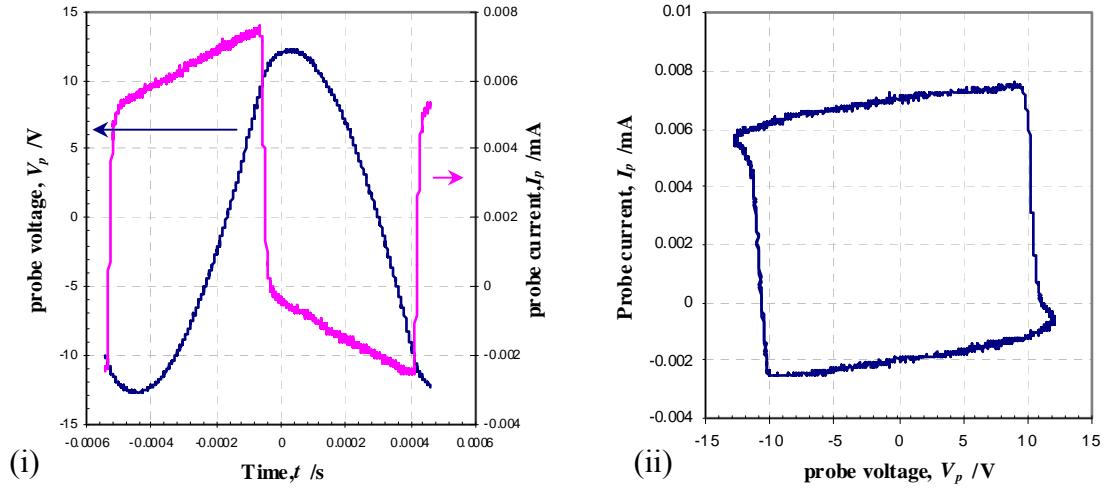 15
10
5
0
-5
-10
15
probe voltage, Vp /V
0.008
0.006
0.004
0.002
0
-0.002
-0.004
probe current,Ip /mA
-0.0006 -0.0004 -0.0002 0 0.0002 0.0004 0.0006
Time,t /s
(i)
0.01
0.008
0.006
0.004
0.002
0
-0.002
-0.004
Probe current, Ip /mA
-15 -10 -5 0 5 10 15
probe voltage, Vp /V
(ii)